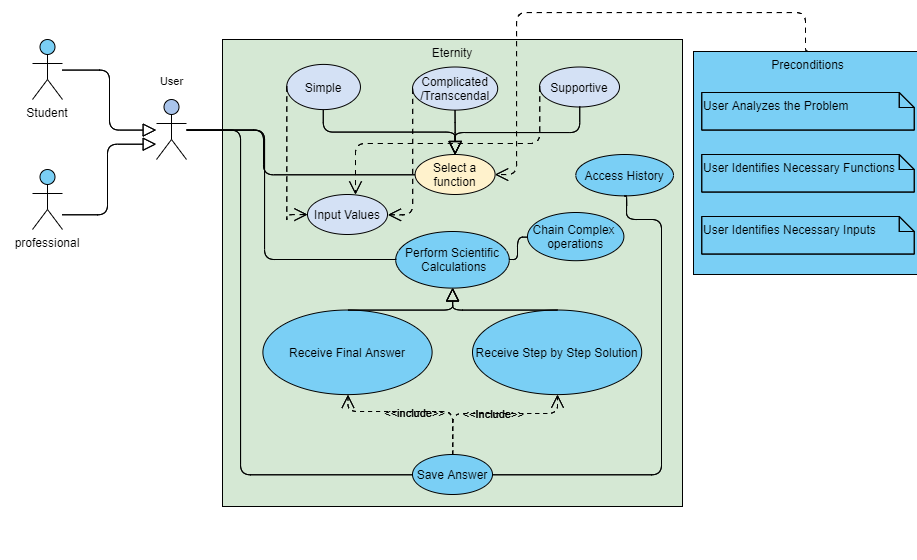 Eternity
Preconditions
Student
User
professional
Simple
Complicated
/Transcendal
Supportive
Select a
function
Input Values
Access History
Chain Complex
operations
Perform Scientific
Calculations
Receive Final Answer
Receive Step by Step Solution
<<include>>
<<Include>>
Save Answer
User Analyzes the Problem
User Identifies Necessary Functions
User Identifies Necessary Inputs